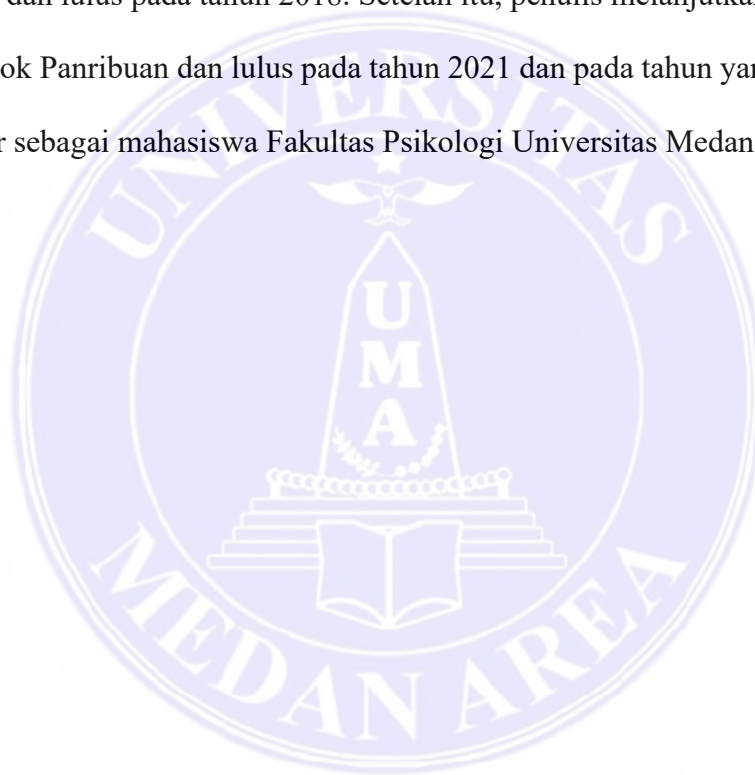 dan lulus pada tahun 2018. Setelah itu, penulis melanjutkan
ok Panribuan dan lulus pada tahun 2021 dan pada tahun yan
r sebagai mahasiswa Fakultas Psikologi Universitas Medan
UNIVERSITAS
U
M
A
MEDAN AREA